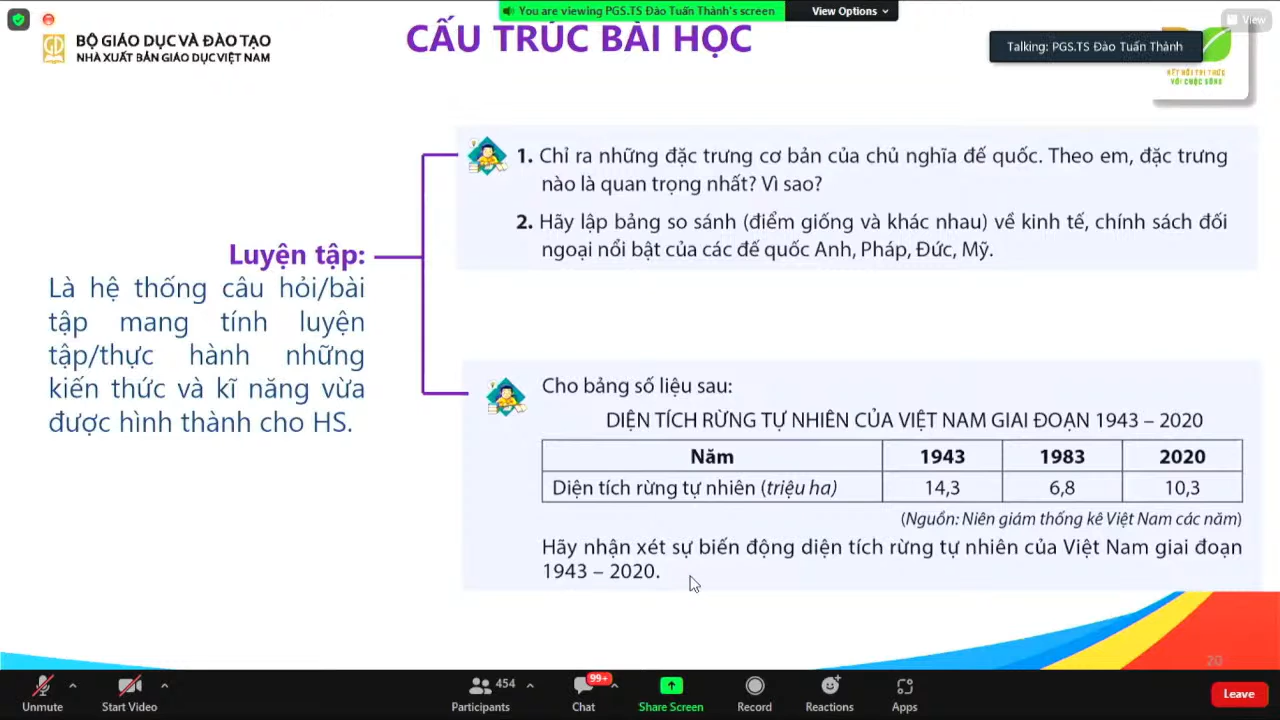 You are viewing PGS.TS Đào Tuấn Thành's screen
View Options
View
BỘ GIÁO DỤC VÀ ĐÀO TẠO
NHÀ XUẤT BẢN GIÁO DỤC VIỆT NAM
CẤU TRÚC BÀI HỌC
Talking: PGS.TS Đào Tuấn Thành
KẾT NỐI TRI THỨC
VỚI CUỘC SỐNG
1. Chỉ ra những đặc trưng cơ bản của chủ nghĩa đế quốc. Theo em, đặc trưng
nào là quan trọng nhất? Vì sao?
2. Hãy lập bảng so sánh (điểm giống và khác nhau) về kinh tế, chính sách đối
ngoại nổi bật của các đế quốc Anh, Pháp, Đức, Mỹ.
Luyện tập:
Là hệ thống câu hỏi/bài
tập mang tính luyện
tập/thực hành những
kiến thức và kĩ năng vừa
được hình thành cho HS.
Cho bảng số liệu sau:
DIỆN TÍCH RỪNG TỰ NHIÊN CỦA VIỆT NAM GIAI ĐOẠN 1943 – 2020
Năm 1943 1983 2020
Diện tích rừng tự nhiên (triệu ha) 14,3 6,8 10,3
(Nguồn: Niên giám thống kê Việt Nam các năm)
Hãy nhận xét sự biến động diện tích rừng tự nhiên của Việt Nam giai đoạn
1943 – 2020.
20
454
99+
Unmute Start Video Participants Chat Share Screen Record Reactions Apps Leave